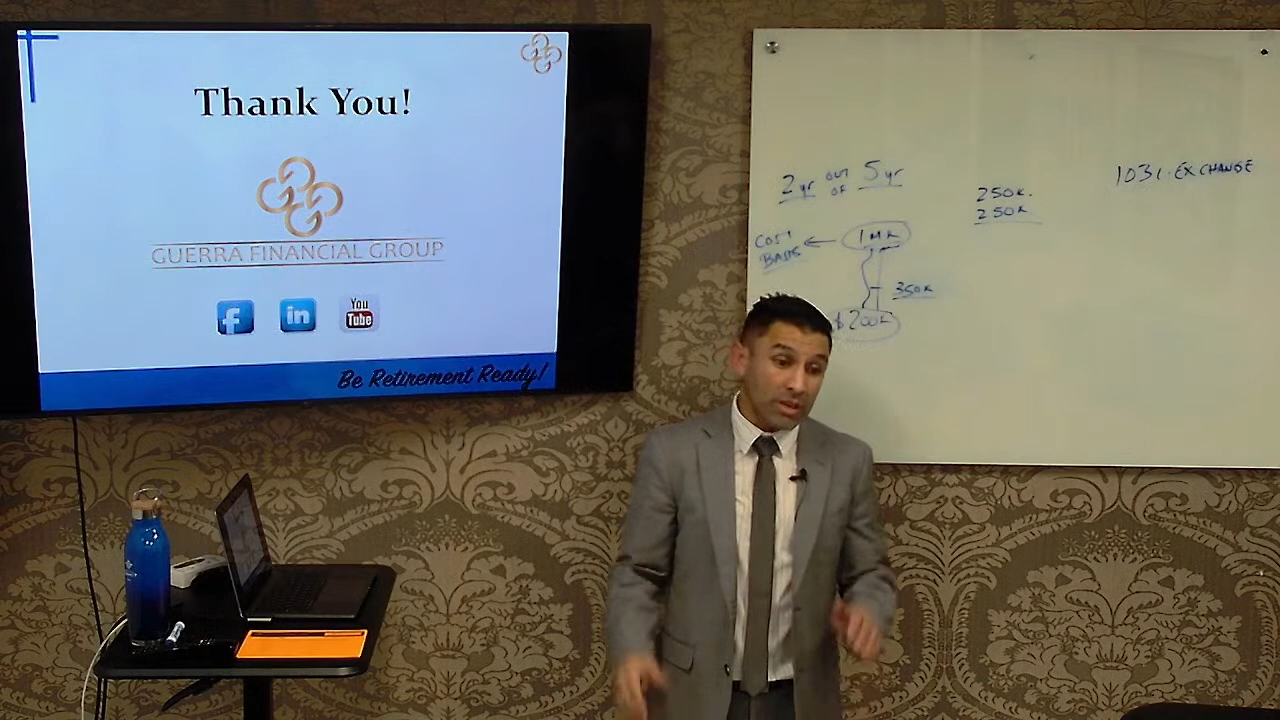 Thank You!
GUERRA FINANCIAL GROUP
f
in
You
Tube
Be Retirement Ready!
2yr OUT OF 5yr
COST BASIS
350K
$200K
250K.
250K
1031 EXCHANGE